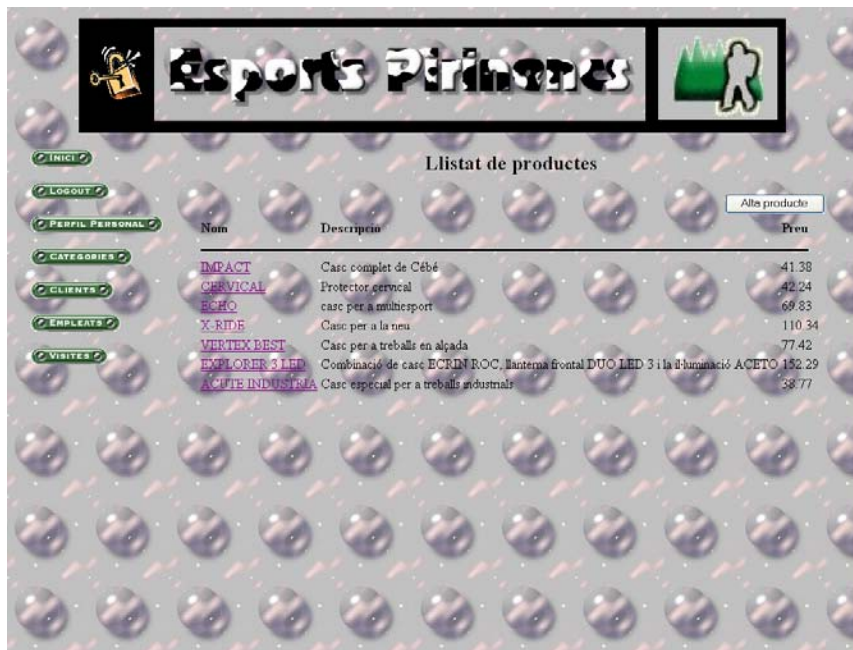 Esports Pirinencs
INICI
LOGOUT
PERFIL PERSONAL
CATEGORIES
CLIENTS
EMPLEATS
VISITES
Llistat de productes
Alta producte
Nom Descripció Preu
IMPACT Casc complet de Cébé 41.38
CERVICAL Protector cervical 42.24
ECHO casc per a multiesport 69.83
X-RIDE Casc per a la neu 110.34
VERTEX BEST Casc per a treballs en alçada 77.42
EXPLORER 3 LED Combinació de casc ECRIN ROC, llanterna frontal DUO LED 3 i la il·luminació ACETO 152.29
ACUTE INDUSTRIA Casc especial per a treballs industrials 38.77